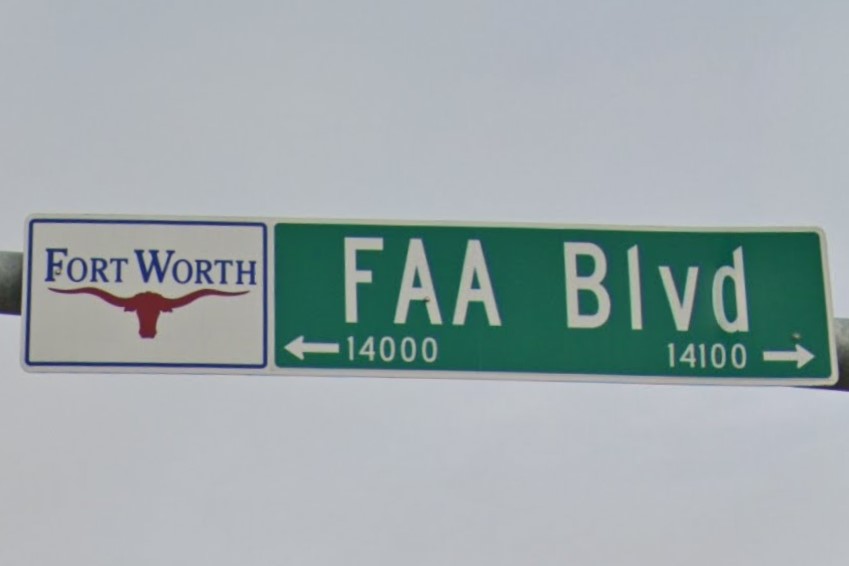 FORT WORTH
FAA Blvd
← 14000
14100 →